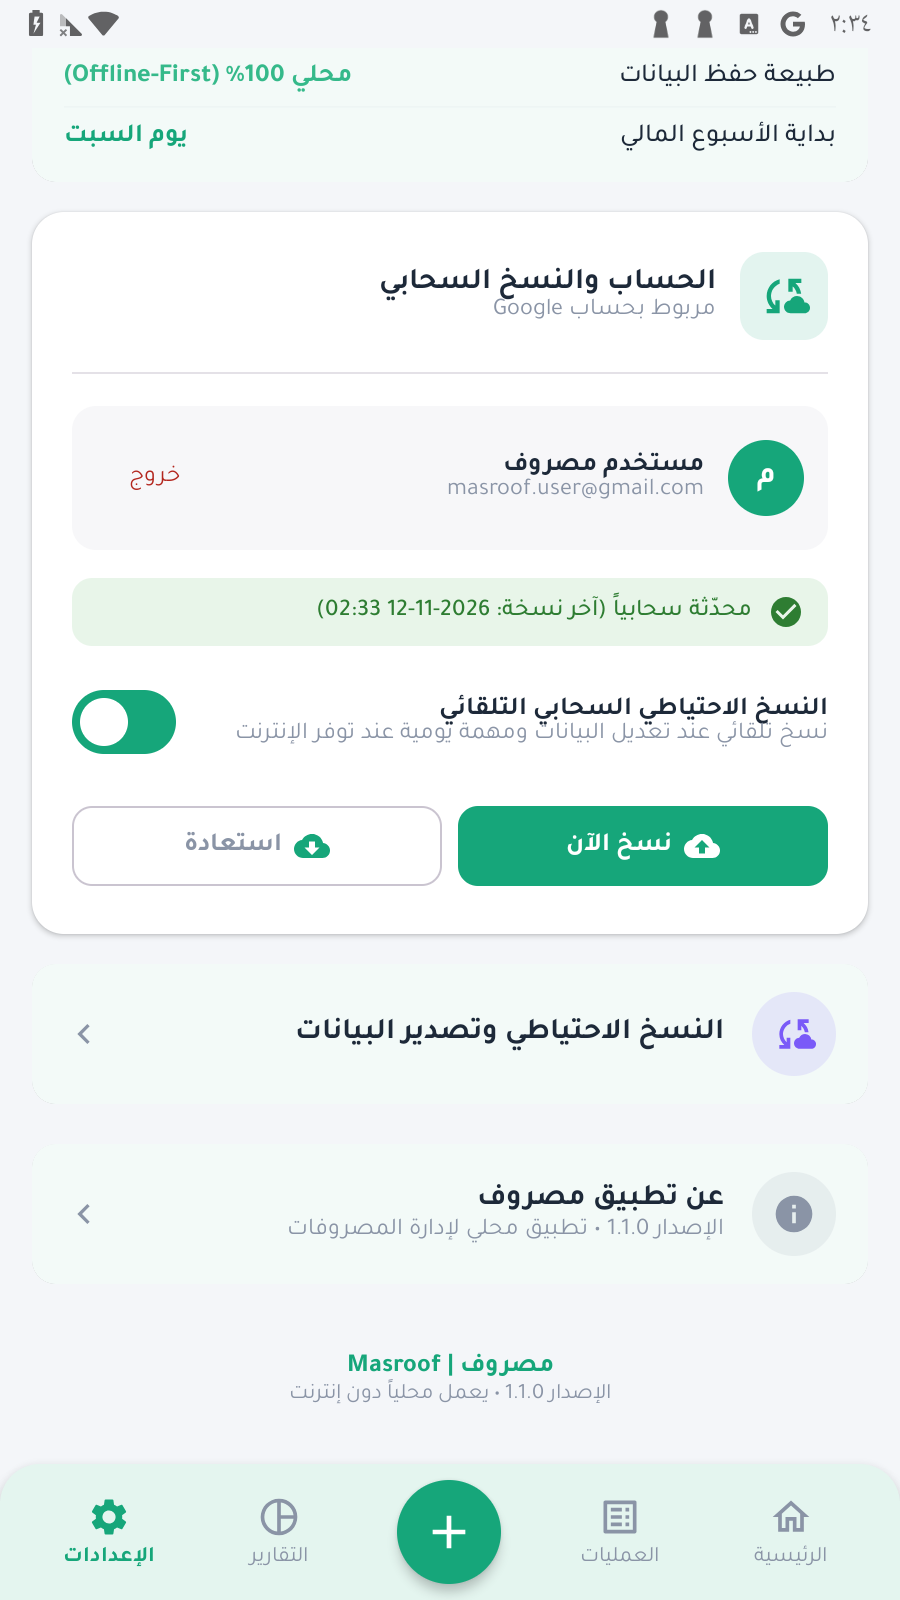 ٢:٣٤
طبيعة حفظ البيانات
محلي 100% (Offline-First)
بداية الأسبوع المالي
يوم السبت
الحساب والنسخ السحابي
مربوط بحساب Google
م
مستخدم مصروف
masroof.user@gmail.com
خروج
محدّثة سحابياً (آخر نسخة: 2026-11-12 02:33)
النسخ الاحتياطي السحابي التلقائي
نسخ تلقائي عند تعديل البيانات ومهمة يومية عند توفر الإنترنت
نسخ الآن
استعادة
النسخ الاحتياطي وتصدير البيانات
عن تطبيق مصروف
الإصدار 1.1.0 • تطبيق محلي لإدارة المصروفات
مصروف | Masroof
الإصدار 1.1.0 • يعمل محلياً دون إنترنت
الرئيسية
العمليات
التقارير
الإعدادات